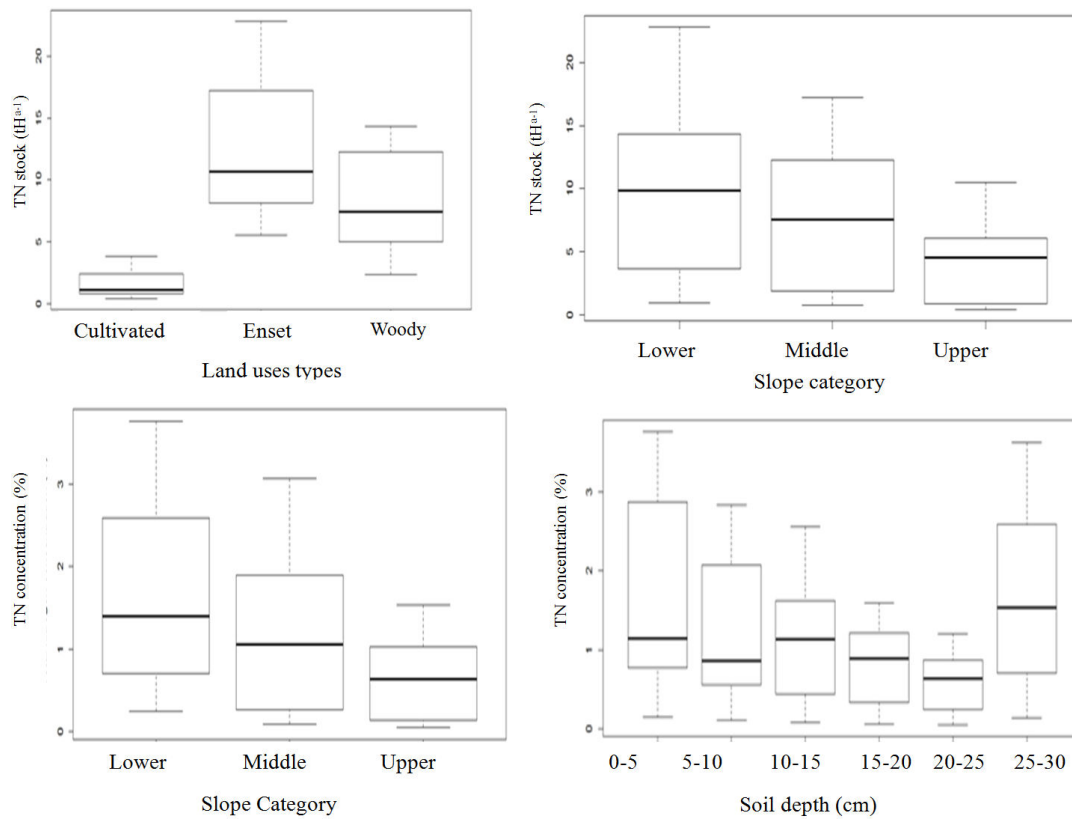 TN stock (tHa-1)
0 5 10 15 20
Cultivated Enset Woody
Land uses types
TN stock (tHa-1)
0 5 10 15 20
Lower Middle Upper
Slope category
TN concentration (%)
0 1 2 3
Lower Middle Upper
Slope Category
TN concentration (%)
0 1 2 3
0-5 5-10 10-15 15-20 20-25 25-30
Soil depth (cm)